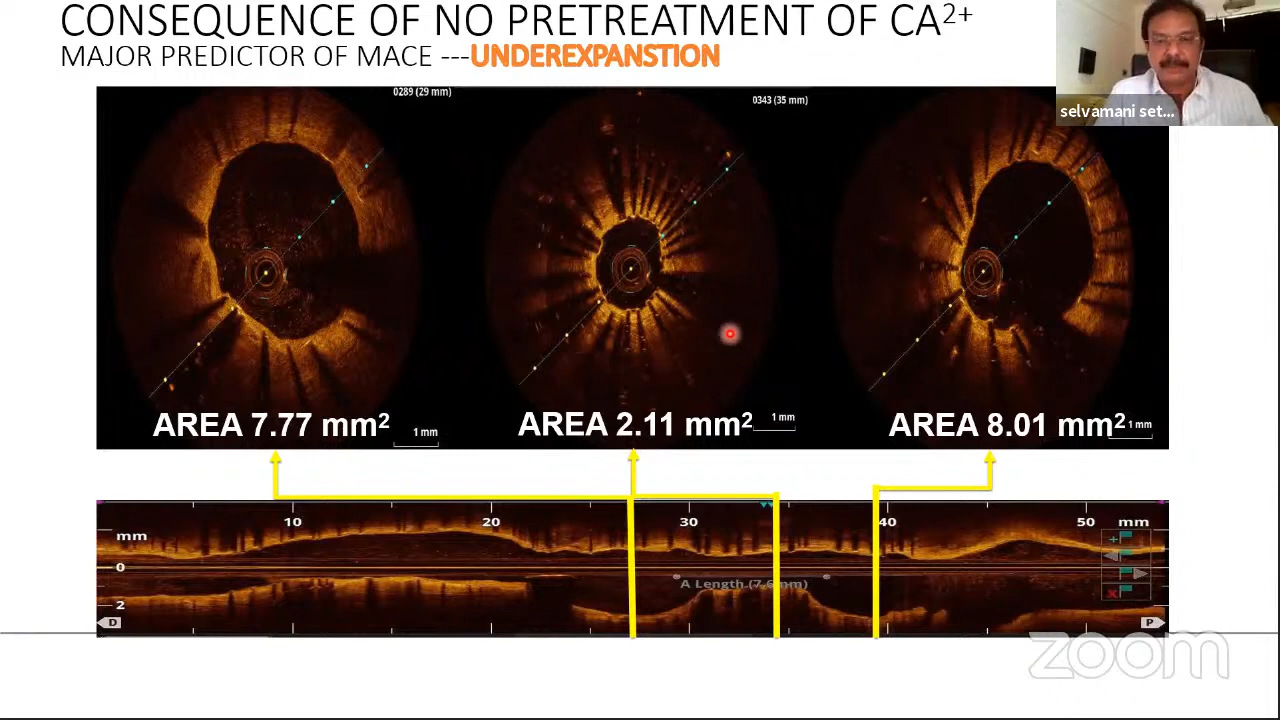 CONSEQUENCE OF NO PRETREATMENT OF CA2+
MAJOR PREDICTOR OF MACE ---UNDEREXPANSTION
selvamani set...
0289 (29 mm)
0343 (35 mm)
AREA 7.77 mm2
1 mm
AREA 2.11 mm2
1 mm
AREA 8.01 mm2
1 mm
10 20 30 40 50 mm
mm
0
A Length (7.6 mm)
2
D
P
zoom